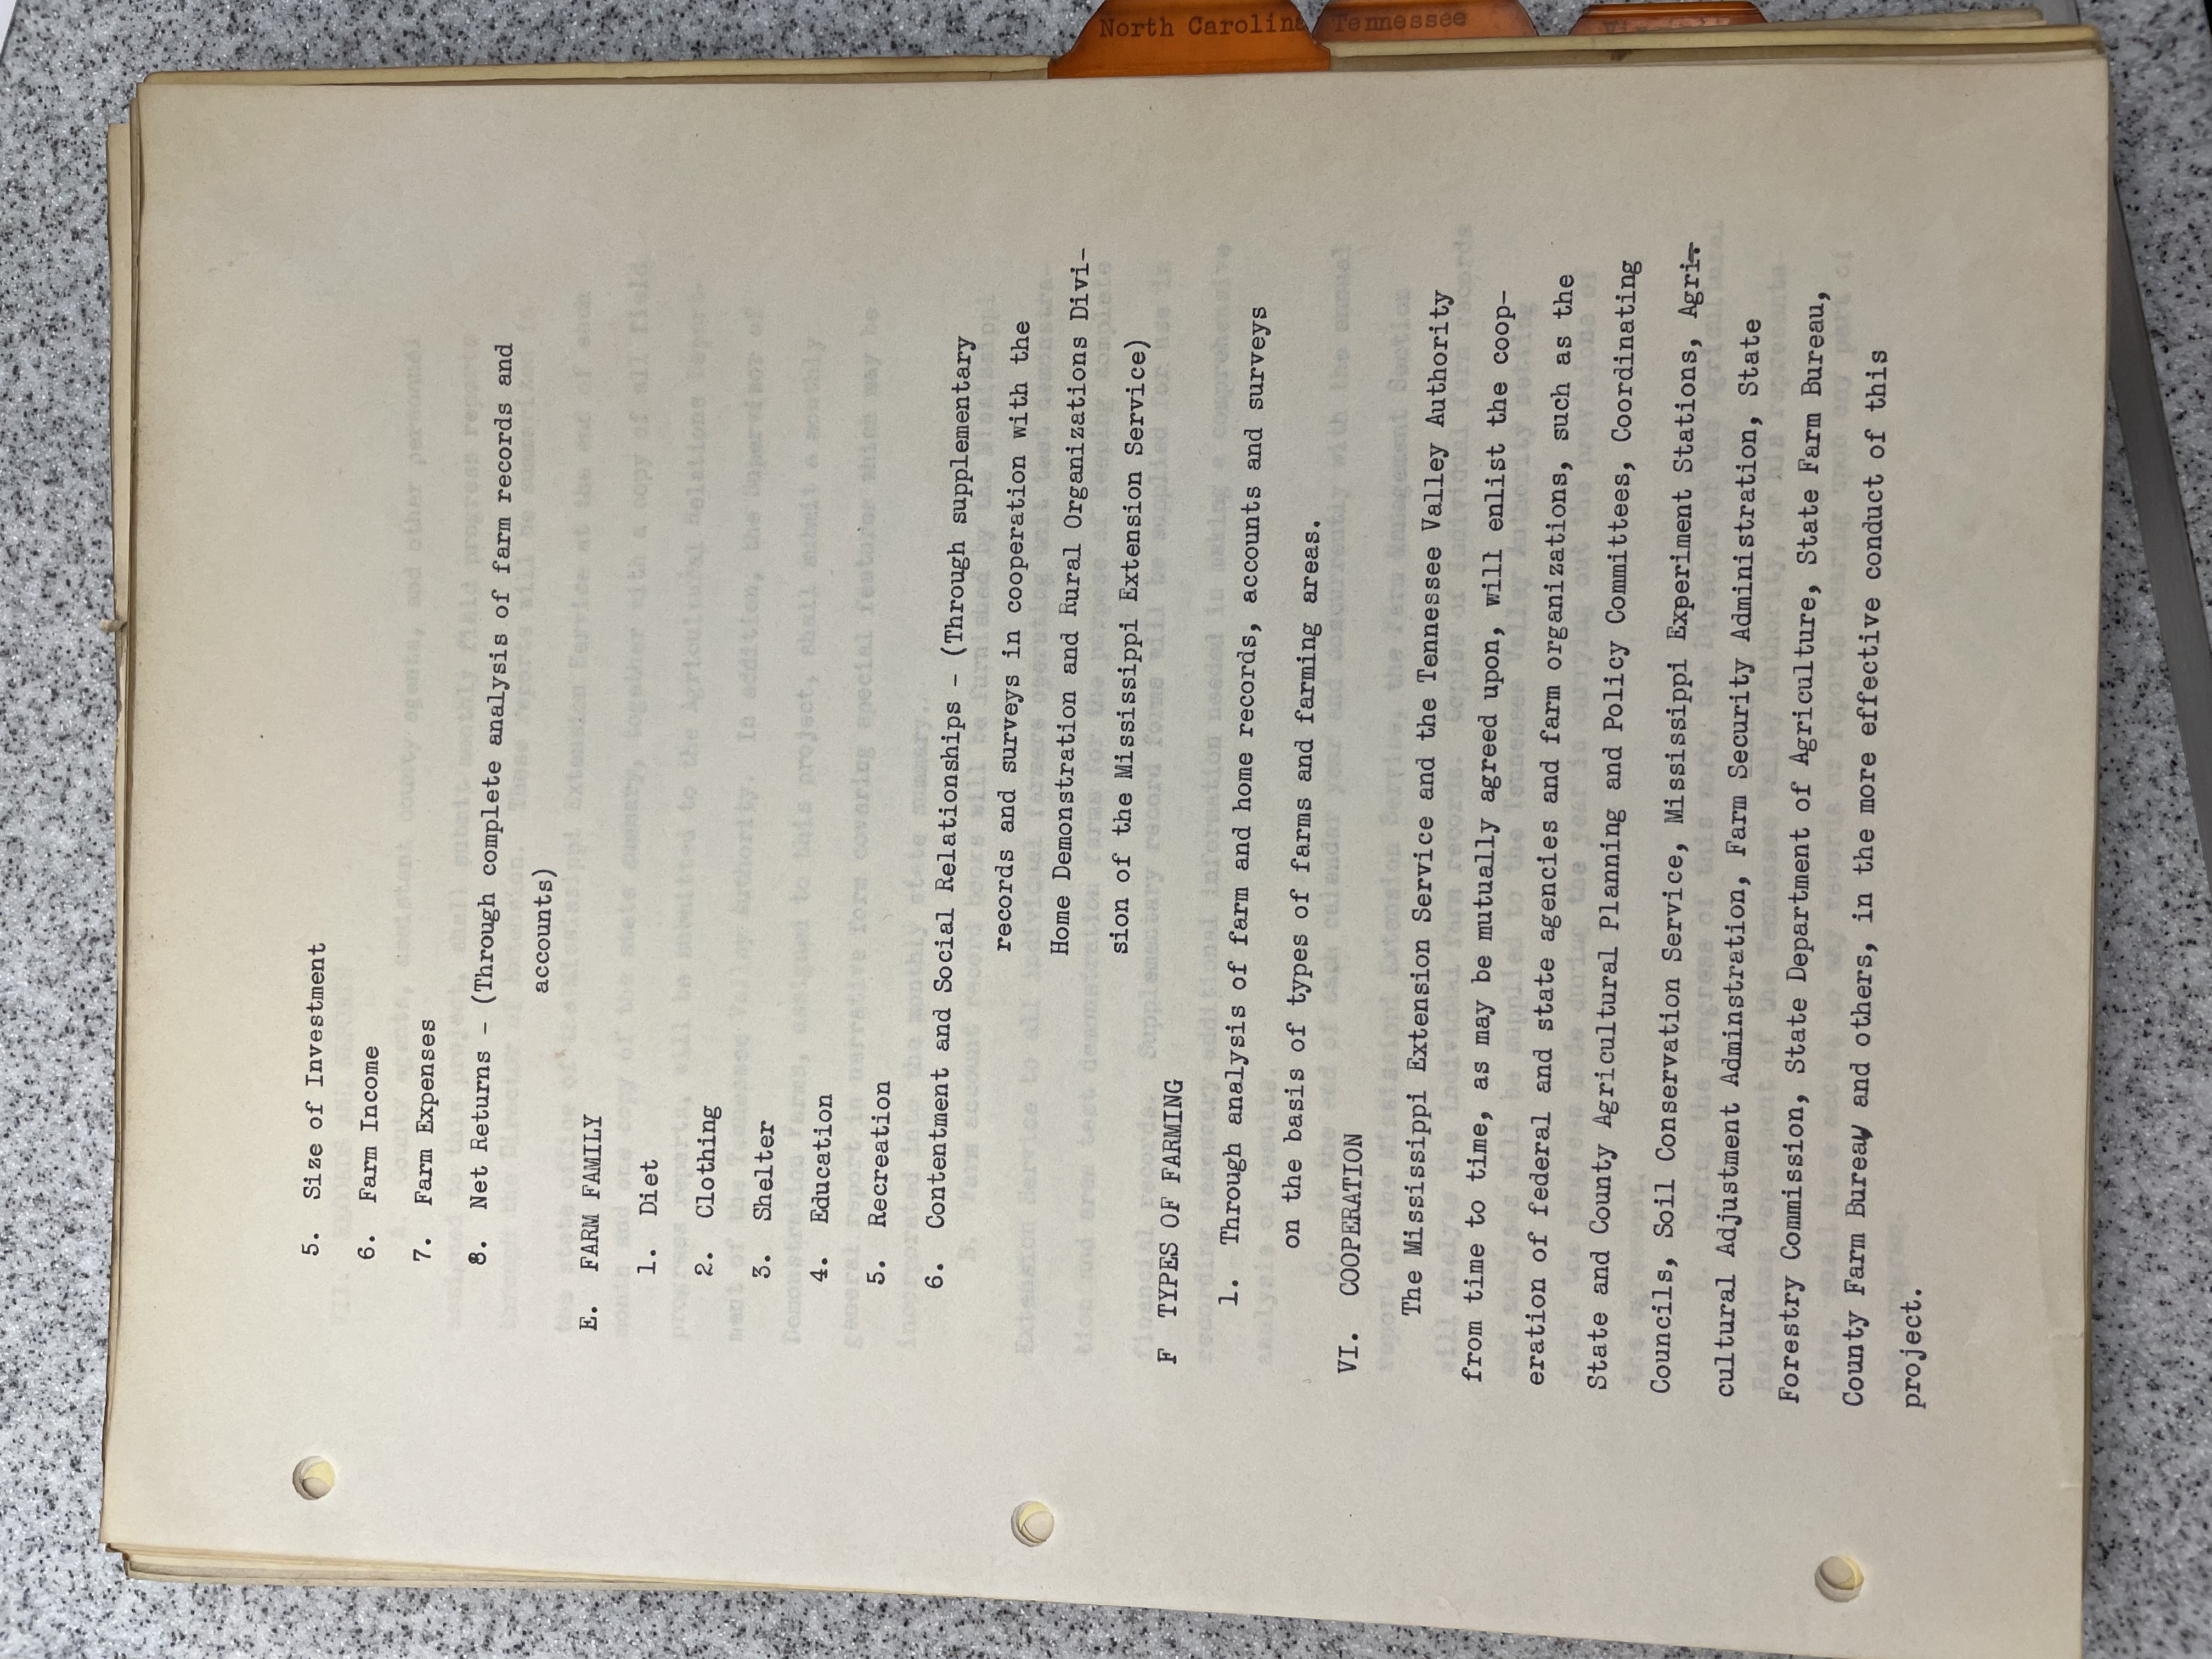 5. Size of Investment
6. Farm Income
7. Farm Expenses
8. Net Returns - (Through complete analysis of farm records and
accounts)
E. FARM FAMILY
1. Diet
2. Clothing
3. Shelter
4. Education
5. Recreation
6. Contentment and Social Relationships - (Through supplementary
records and surveys in cooperation with the
Home Demonstration and Rural Organizations Divi-
sion of the Mississippi Extension Service)
F TYPES OF FARMING
1. Through analysis of farm and home records, accounts and surveys
on the basis of types of farms and farming areas.
VI. COOPERATION
The Mississippi Extension Service and the Tennessee Valley Authority
from time to time, as may be mutually agreed upon, will enlist the coop-
eration of federal and state agencies and farm organizations, such as the
State and County Agricultural Planning and Policy Committees, Coordinating
Councils, Soil Conservation Service, Mississippi Experiment Stations, Agri-
cultural Adjustment Adminstration, Farm Security Administration, State
Forestry Commission, State Department of Agriculture, State Farm Bureau,
County Farm Bureau and others, in the more effective conduct of this
project.
North Carolina
Tennessee